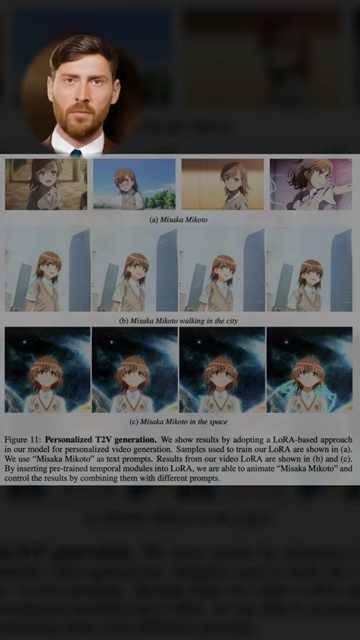 (a) Misaka Mikoto
(b) Misaka Mikoto walking in the city
(c) Misaka Mikoto in the space
Figure 11: Personalized T2V generation. We show results by adopting a LoRA-based approach
in our model for personalized video generation. Samples used to train our LoRA are shown in (a).
We use “Misaka Mikoto” as text prompts. Results from our video LoRA are shown in (b) and (c).
By inserting pre-trained temporal modules into LoRA, we are able to animate “Misaka Mikoto” and
control the results by combining them with different prompts.